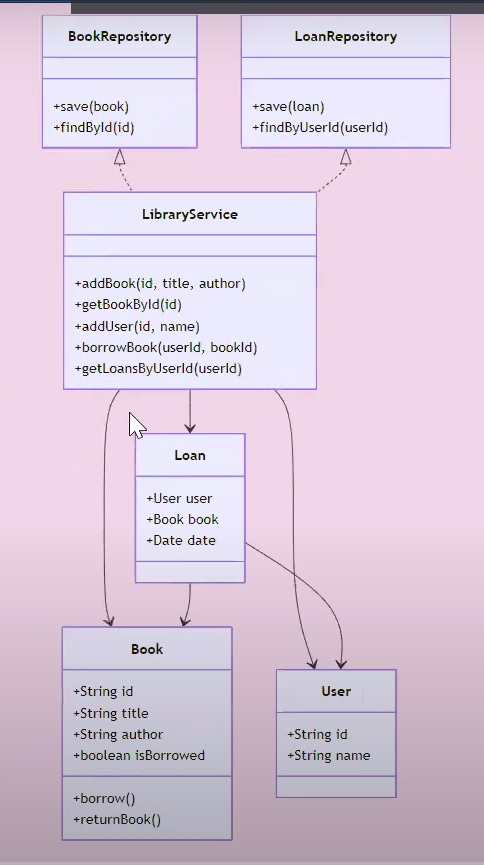 BookRepository
+save(book)
+findById(id)
LoanRepository
+save(loan)
+findByUserId(userId)
LibraryService
+addBook(id, title, author)
+getBookById(id)
+addUser(id, name)
+borrowBook(userId, bookId)
+getLoansByUserId(userId)
Loan
+User user
+Book book
+Date date
Book
+String id
+String title
+String author
+boolean isBorrowed
+borrow()
+returnBook()
User
+String id
+String name